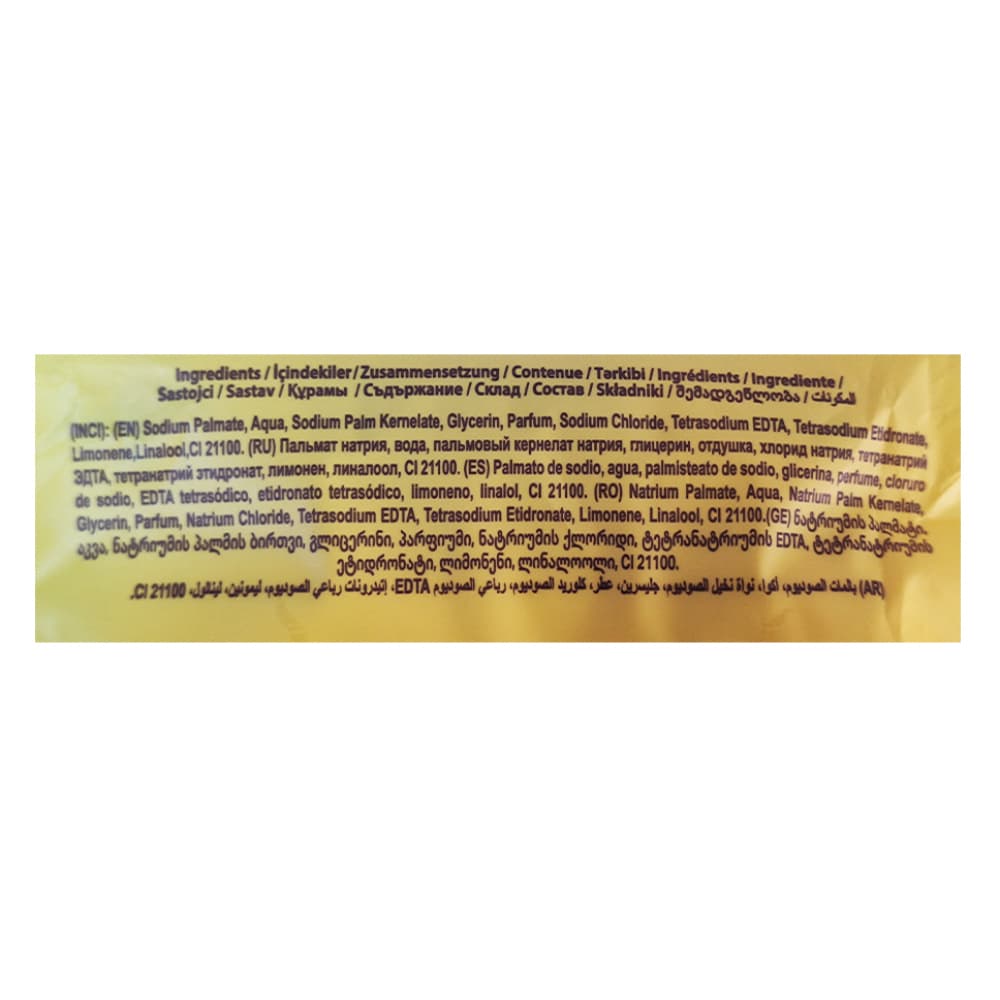 Ingredients / İçindekiler/Zusammensetzung / Contenue / Tərkibi / Ingrédients / Ingrediente /
Sastojci / Sastav / Құрамы / Съдържание / Склад / Состав / Składniki / შემადგენლობა / المكونات
(INCI): (EN) Sodium Palmate, Aqua, Sodium Palm Kernelate, Glycerin, Parfum, Sodium Chloride, Tetrasodium EDTA, Tetrasodium Etidronate,
Limonene,Linalool,CI 21100. (RU) Пальмат натрия, вода, пальмовый кернелат натрия, глицерин, отдушка, хлорид натрия, тетранатрий
ЭДТА, тетранатрий этидронат, лимонен, линалоол, CI 21100. (ES) Palmato de sodio, agua, palmisteato de sodio, glicerina, perfume, cloruro
de sodio, EDTA tetrasódico, etidronato tetrasódico, limoneno, linalol, CI 21100. (RO) Natrium Palmate, Aqua, Natrium Palm Kernelate,
Glycerin, Parfum, Natrium Chloride, Tetrasodium EDTA, Tetrasodium Etidronate, Limonene, Linalool, CI 21100.(GE) ნატრიუმის პალმატი,
აკვა, ნატრიუმის პალმის ბირთვი, გლიცერინი, პარფიუმი, ნატრიუმის ქლორიდი, ტეტრანატრიუმის EDTA, ტეტრანატრიუმის
ეტიდრონატი, ლიმონენი, ლინალოოლი, CI 21100.
(AR) بالمات الصوديوم، أكوا، نواة نخيل الصوديوم، جليسرين، عطر، كلوريد الصوديوم، رباعي الصوديوم EDTA، إتيدرونات رباعي الصوديوم، ليمونين، لينالول، CI 21100.